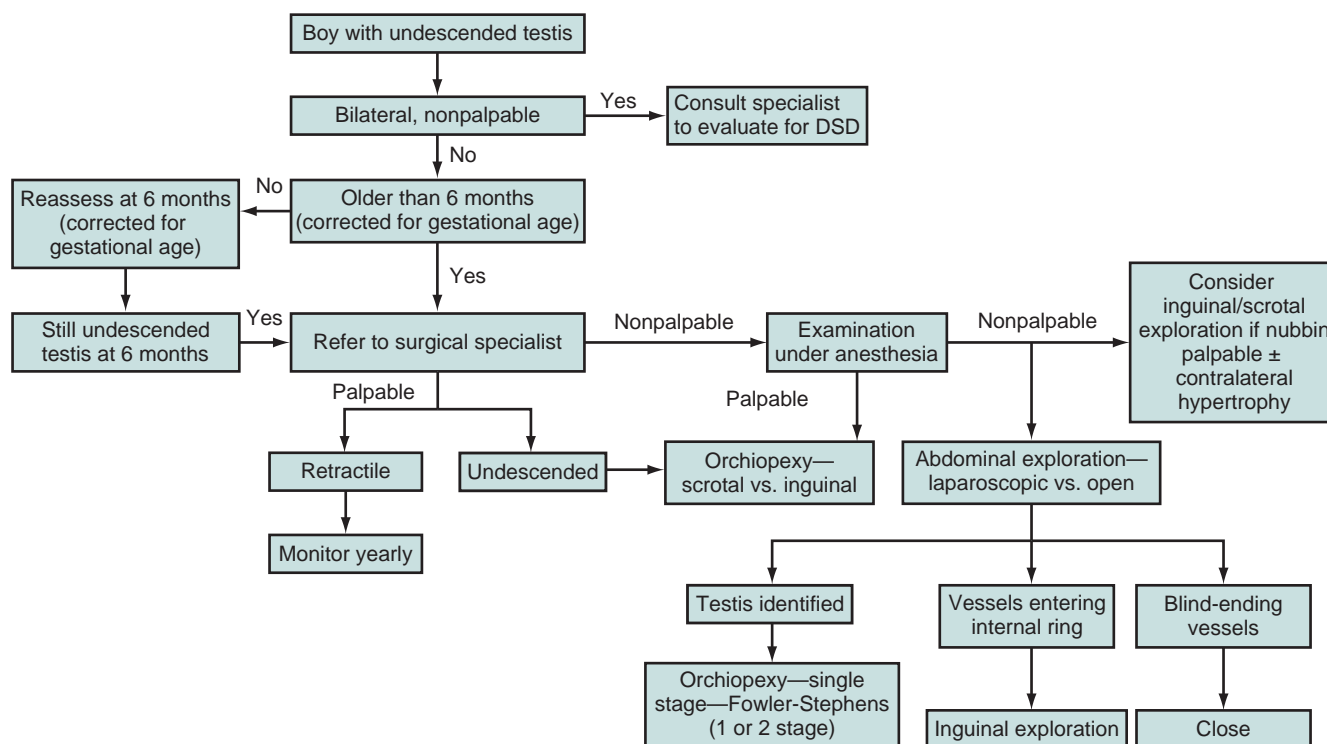 Boy with undescended testis
Bilateral, nonpalpable
Yes
Consult specialist
to evaluate for DSD
No
Older than 6 months
(corrected for gestational age)
No
Reassess at 6 months
(corrected for
gestational age)
Yes
Still undescended
testis at 6 months
Yes
Refer to surgical specialist
Nonpalpable
Examination
under anesthesia
Nonpalpable
Consider
inguinal/scrotal
exploration if nubbin
palpable ±
contralateral
hypertrophy
Palpable
Palpable
Retractile
Undescended
Orchiopexy—
scrotal vs. inguinal
Abdominal exploration—
laparoscopic vs. open
Monitor yearly
Testis identified
Vessels entering
internal ring
Blind-ending
vessels
Orchiopexy—single
stage—Fowler-Stephens
(1 or 2 stage)
Inguinal exploration
Close